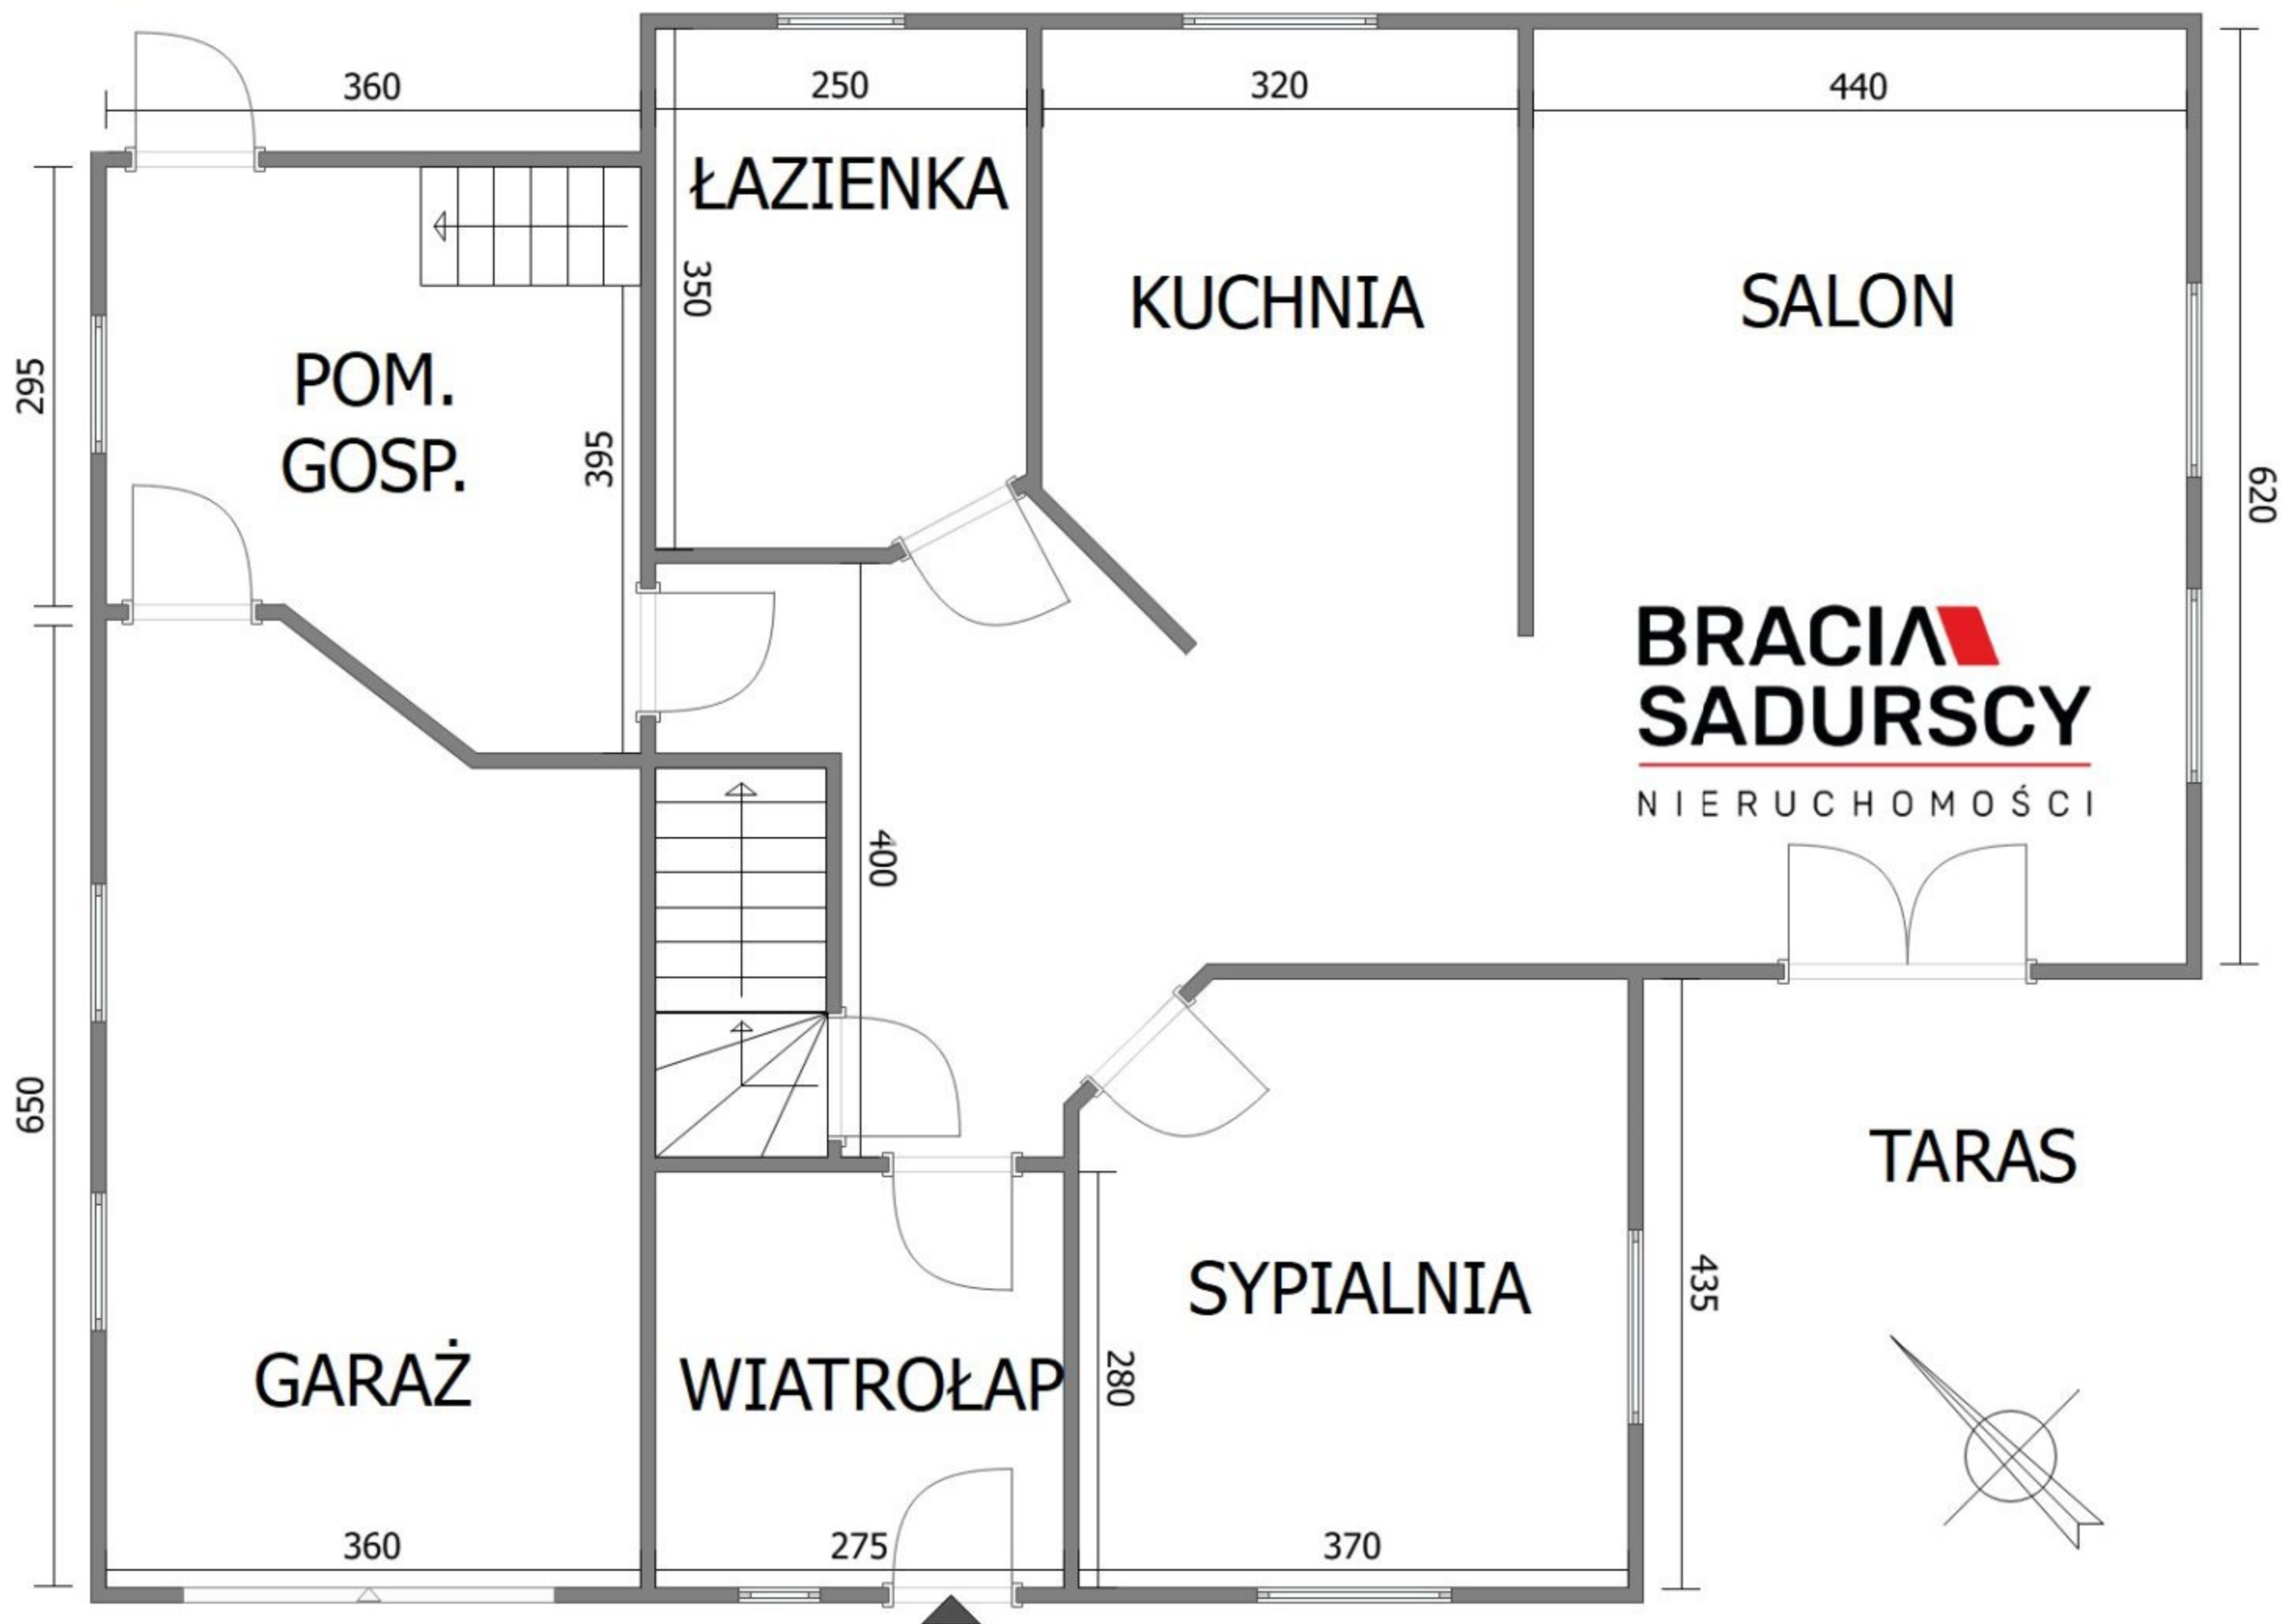 360
250
320
440
ŁAZIENKA
350
KUCHNIA
SALON
295
POM.
GOSP.
395
620
BRACIA
SADURSCY
NIERUCHOMOŚCI
400
650
TARAS
SYPIALNIA
435
GARAŻ
WIATROŁAP
280
360
275
370